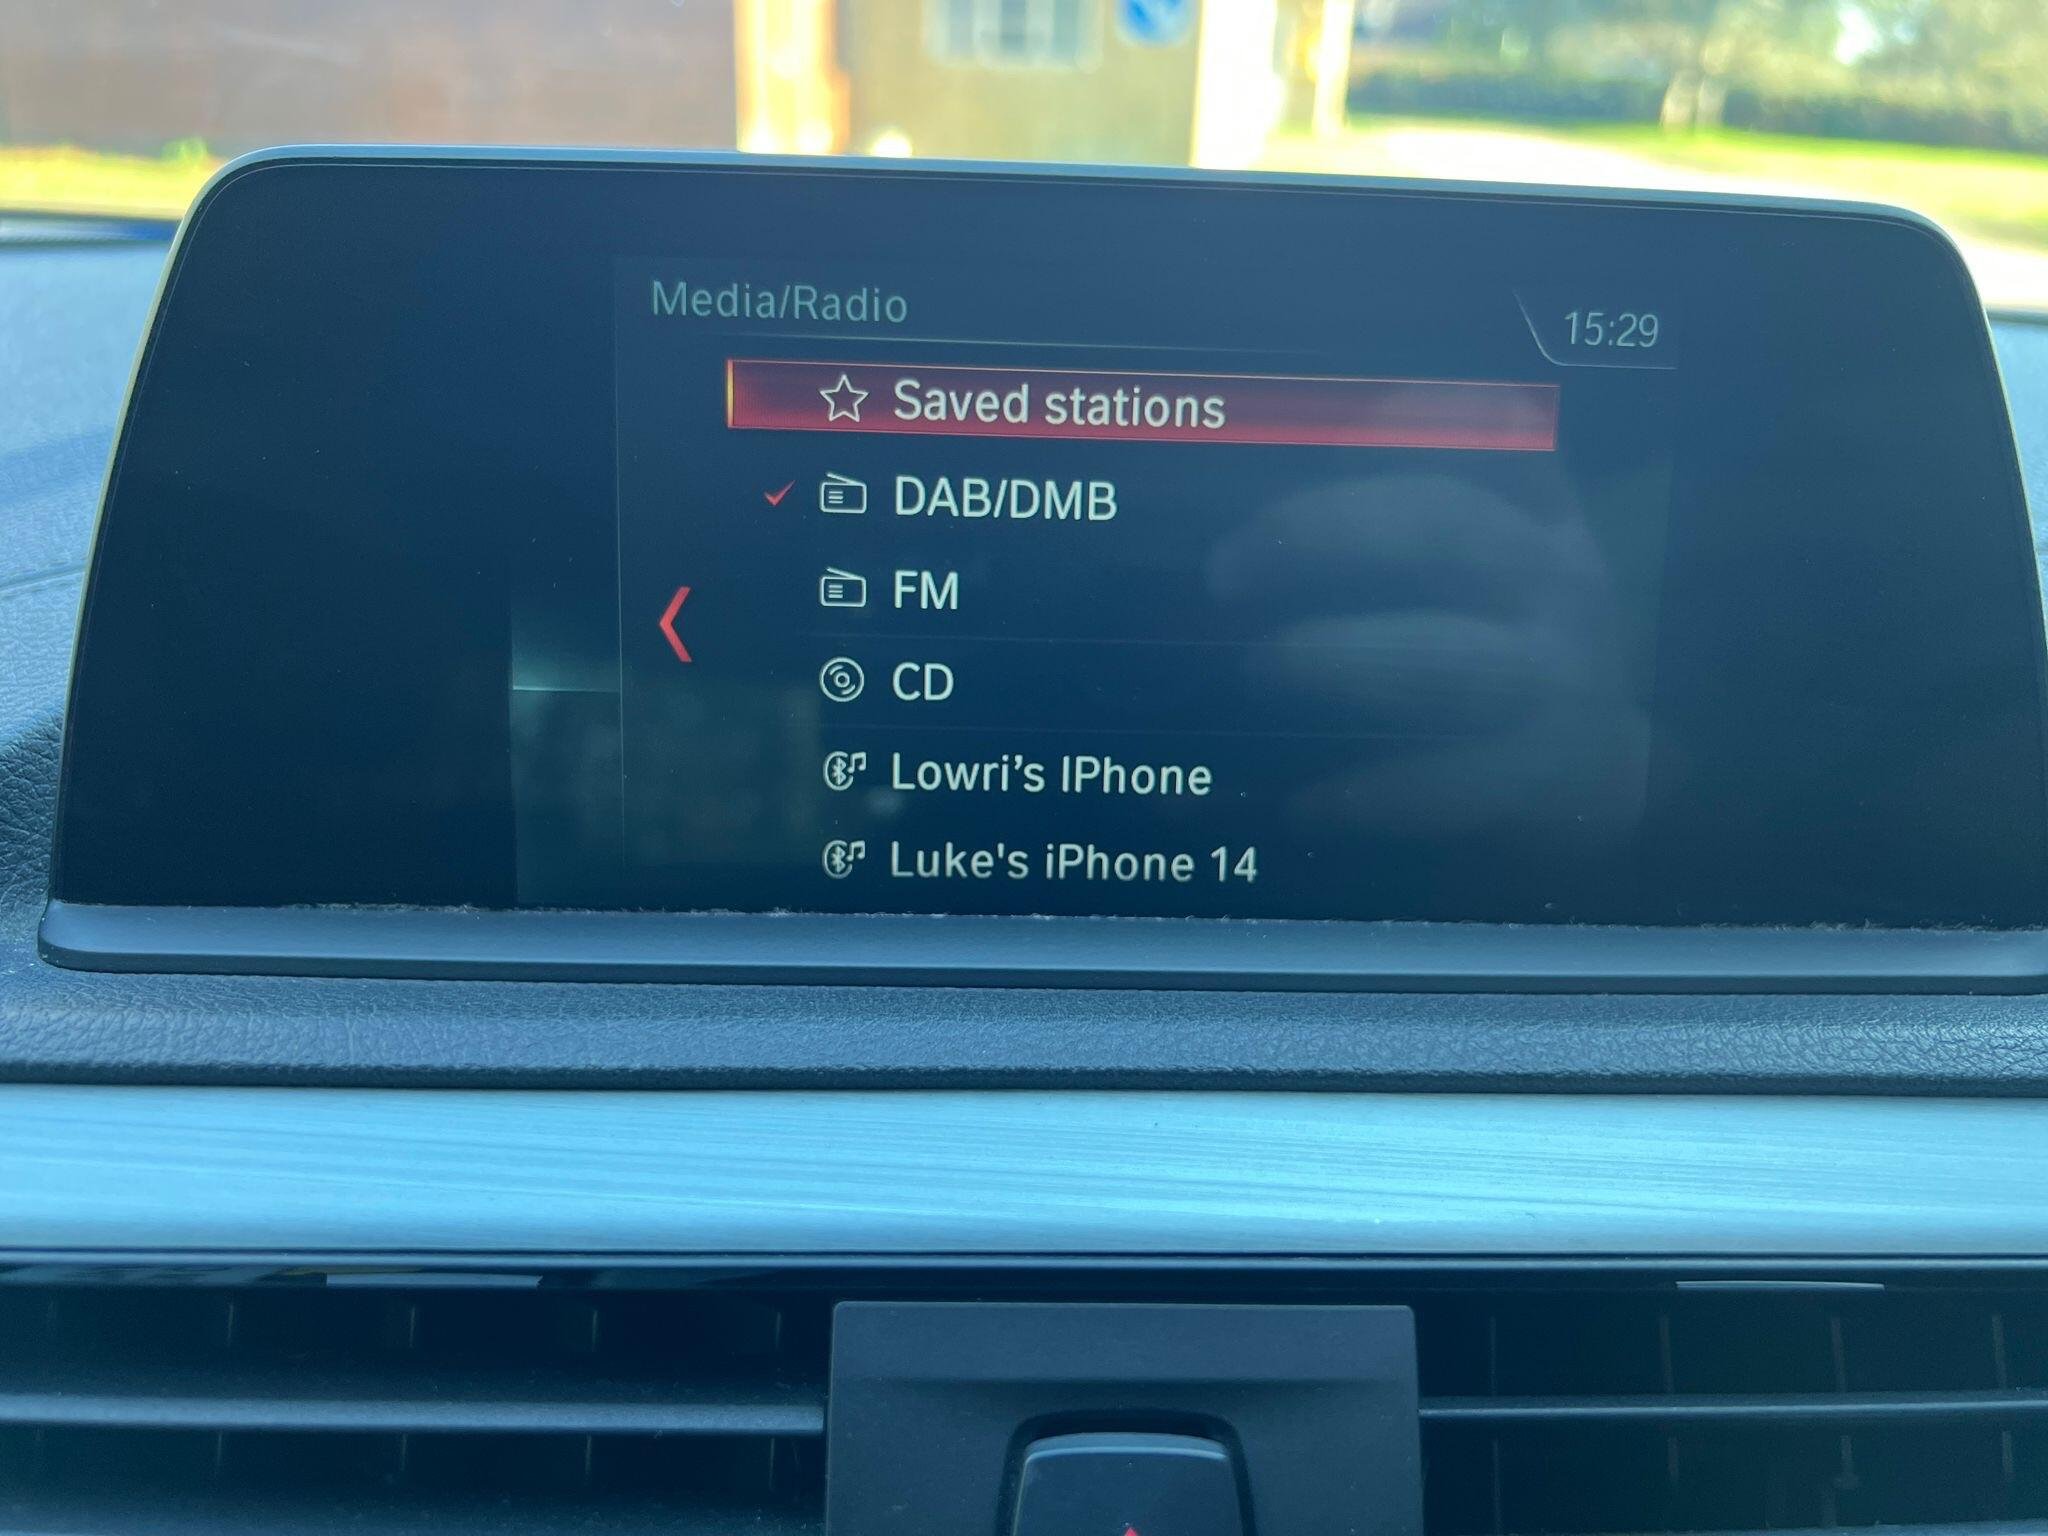 Media/Radio
15:29
Saved stations
DAB/DMB
FM
CD
Lowri’s IPhone
Luke's iPhone 14